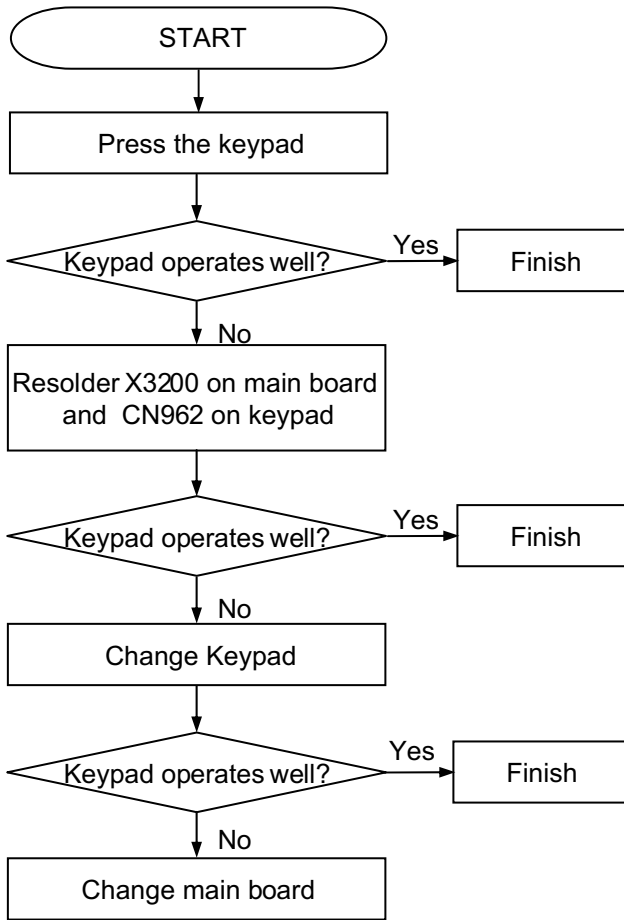 START
Press the keypad
Keypad operates well?
Yes
Finish
No
Resolder X3200 on main board
and CN962 on keypad
Keypad operates well?
Yes
Finish
No
Change Keypad
Keypad operates well?
Yes
Finish
No
Change main board